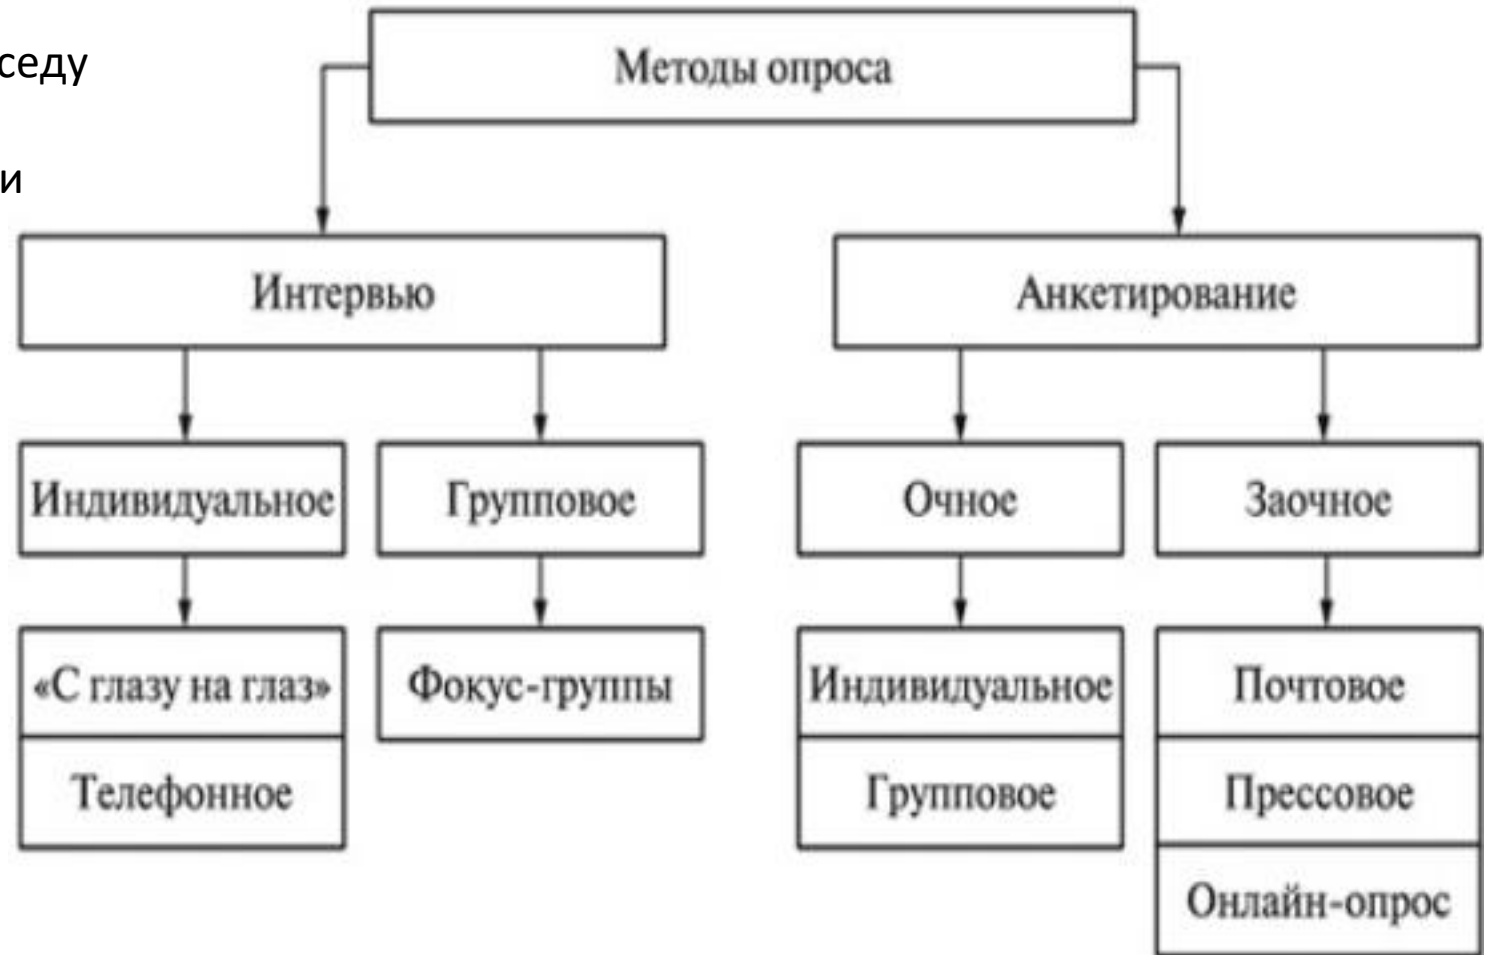 седу
и
Методы опроса
Интервью
Анкетирование
Индивидуальное
Групповое
Очное
Заочное
«С глазу на глаз»
Фокус-группы
Индивидуальное
Почтовое
Телефонное
Групповое
Прессовое
Онлайн-опрос